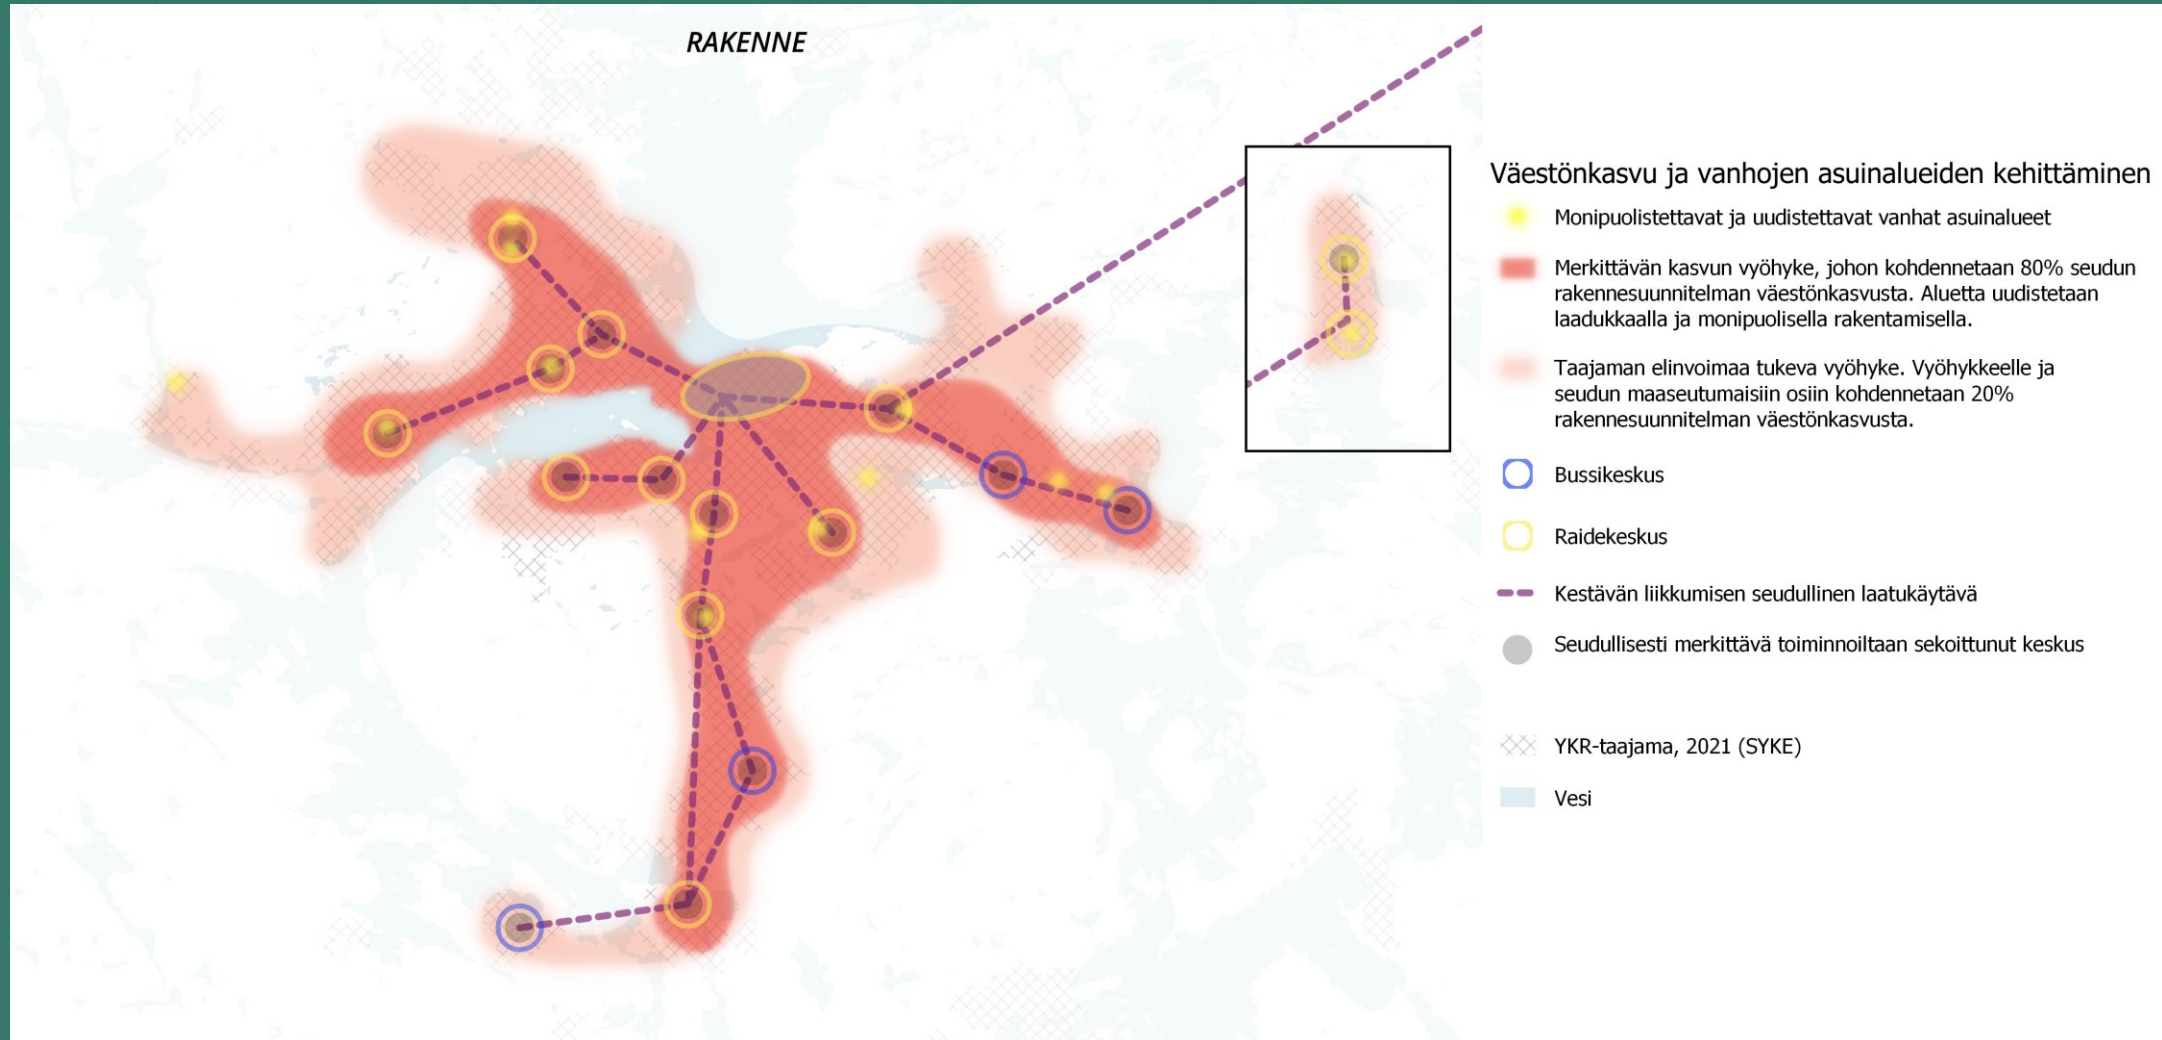 RAKENNE
Väestönkasvu ja vanhojen asuinalueiden kehittäminen
Monipuolistettavat ja uudistettavat vanhat asuinalueet
Merkittävän kasvun vyöhyke, johon kohdennetaan 80% seudun
rakennesuunnitelman väestönkasvusta. Aluetta uudistetaan
laadukkaalla ja monipuolisella rakentamisella.
Taajaman elinvoimaa tukeva vyöhyke. Vyöhykkeelle ja
seudun maaseutumaisiin osiin kohdennetaan 20%
rakennesuunnitelman väestönkasvusta.
Bussikeskus
Raidekeskus
Kestävän liikkumisen seudullinen laatukäytävä
Seudullisesti merkittävä toiminnoiltaan sekoittunut keskus
YKR-taajama, 2021 (SYKE)
Vesi